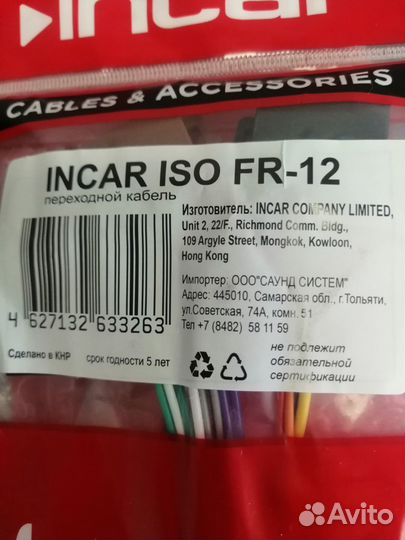 incar
CABLES & ACCESSORIES
INCAR ISO FR-12
переходной кабель
Изготовитель: INCAR COMPANY LIMITED,
Unit 2, 22/F., Richmond Comm. Bldg.,
109 Argyle Street, Mongkok, Kowloon,
Hong Kong
Импортер: ООО"САУНД СИСТЕМ"
Адрес: 445010, Самарская обл., г.Тольяти,
ул.Советская, 74А, комн. 51
Тел +7 (8482) 58 11 59
4 627132 633263
Сделано в КНР
срок годности 5 лет
не подлежит
обязательной
сертификации
Avito